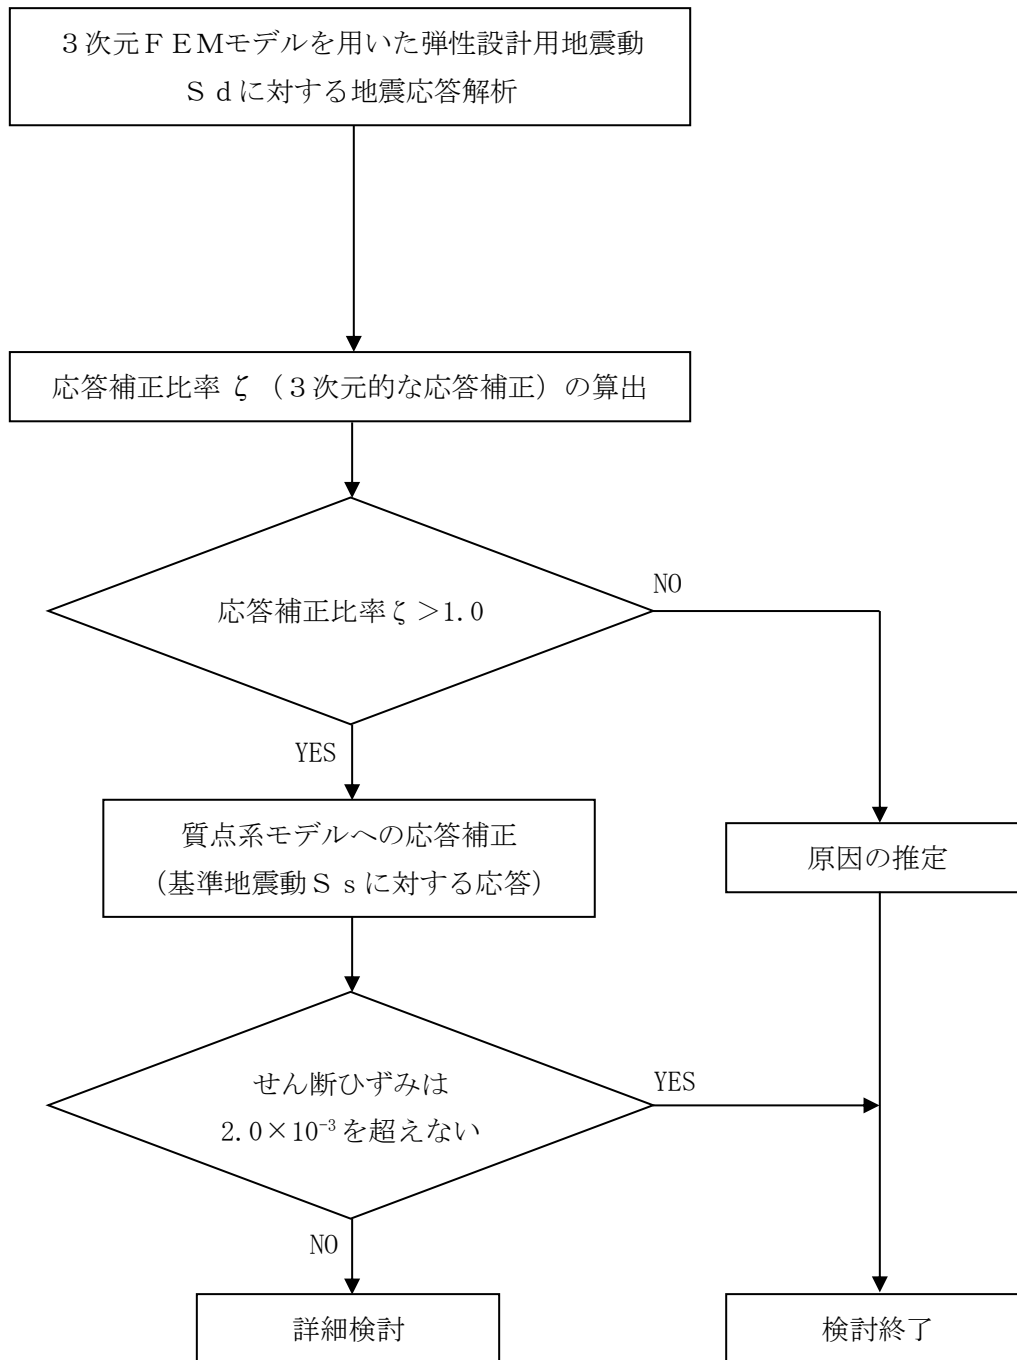 ３次元ＦＥＭモデルを用いた弾性設計用地震動
Ｓｄに対する地震応答解析
応答補正比率 ζ（３次元的な応答補正）の算出
応答補正比率ζ＞1.0
NO
YES
質点系モデルへの応答補正
（基準地震動Ｓｓに対する応答）
原因の推定
せん断ひずみは
2.0×10⁻³を超えない
YES
NO
詳細検討
検討終了